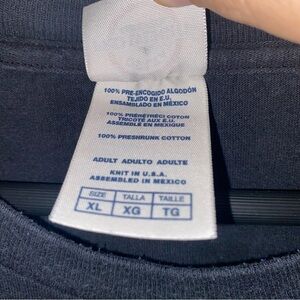 100% PRE-ENCOGIDO ALGODÓN
TEJIDO EN E.U.
ENSAMBLADO EN MÉXICO
100% PRÉRÉTRÉCI COTON
TRICOTÉ AUX E.U.
ASSEMBLÉ EN MEXIQUE
100% PRESHRUNK COTTON
ADULT ADULTO ADULTE
KNIT IN U.S.A.
ASSEMBLED IN MEXICO
SIZE TALLA TAILLE
XL XG TG